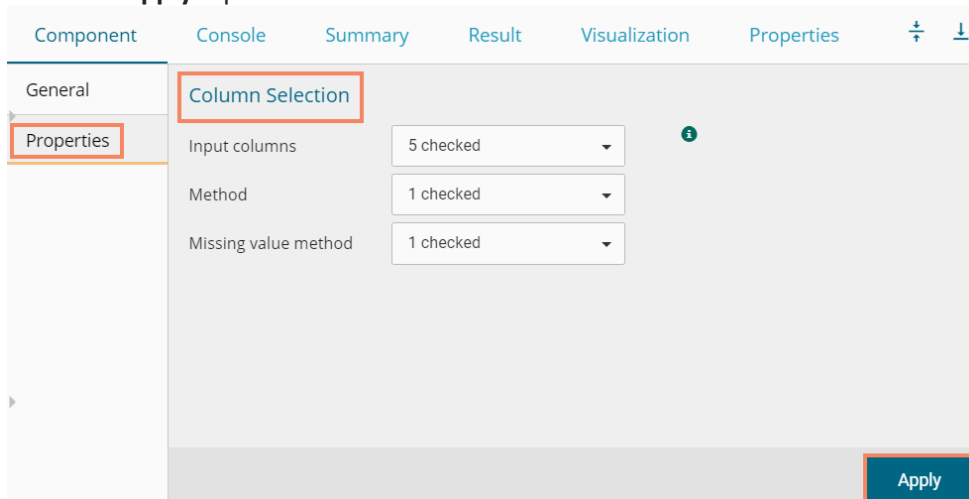 Component Console Summary Result Visualization Properties
General
Properties
Column Selection
Input columns 5 checked
Method 1 checked
Missing value method 1 checked
Apply